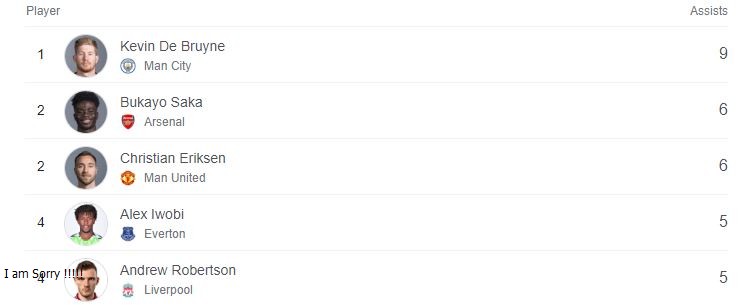 Player Assists
1 Kevin De Bruyne 9
Man City
2 Bukayo Saka 6
Arsenal
2 Christian Eriksen 6
Man United
4 Alex Iwobi 5
Everton
4 Andrew Robertson 5
I am Sorry !!!!!
Liverpool